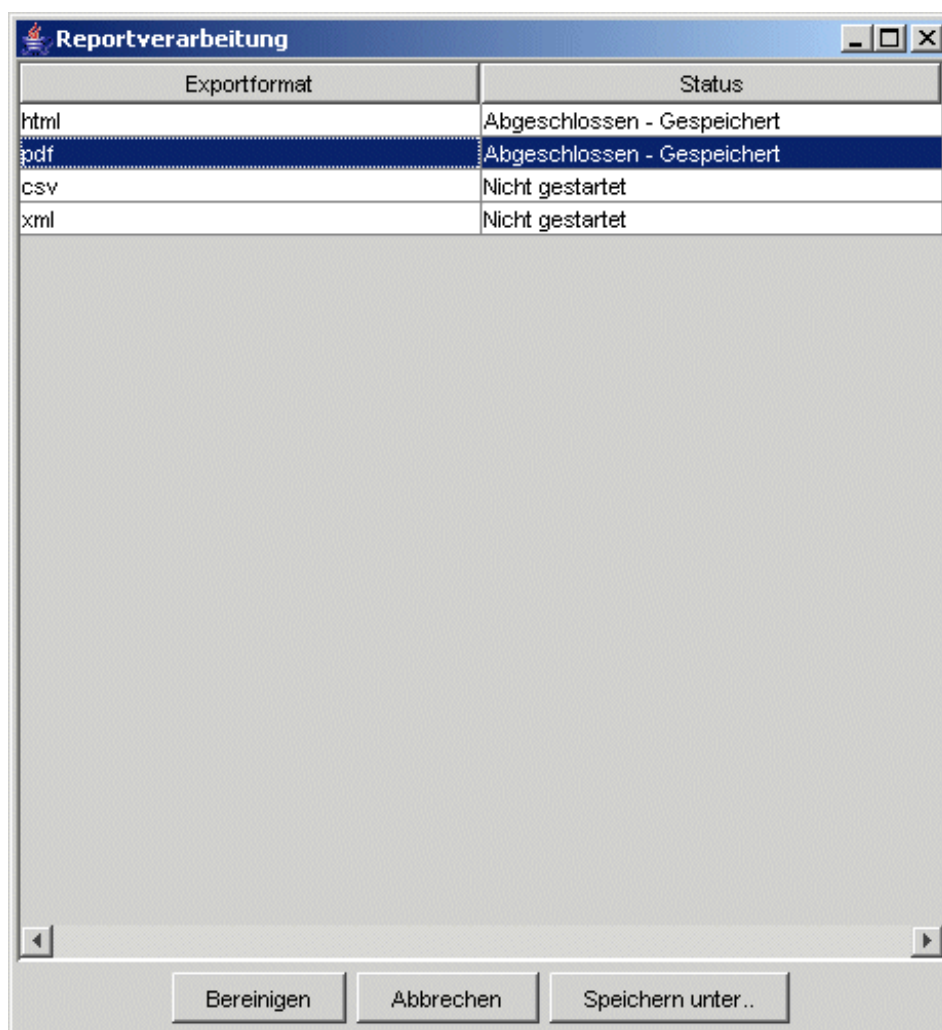 Reportverarbeitung
Exportformat Status
html Abgeschlossen - Gespeichert
pdf Abgeschlossen - Gespeichert
csv Nicht gestartet
xml Nicht gestartet
Bereinigen Abbrechen Speichern unter..